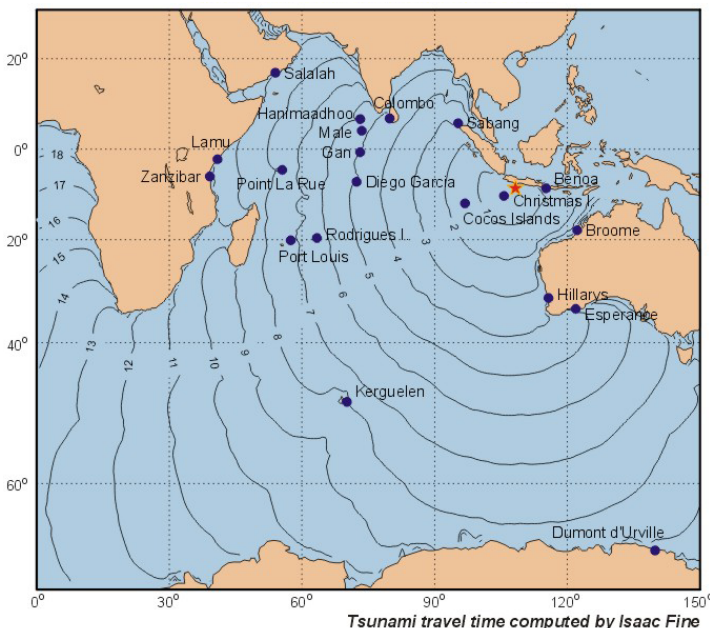 20°
Salalah
Colombo
Hanimaadhoo
Male
Sabang
Lamu
0°
Gan
18
Zanzibar
Point La Rue
Diego Garcia
Benoa
17
Christmas I.
Cocos Islands
1
16
Rodrigues I.
2
Broome
20°
15
Port Louis
3
4
5
14
6
Hillarys
7
Esperance
8
40°
13
12
11
10
9
Kerguelen
60°
Dumont d'Urville
0° 30° 60° 90° 120° 150°
Tsunami travel time computed by Isaac Fine